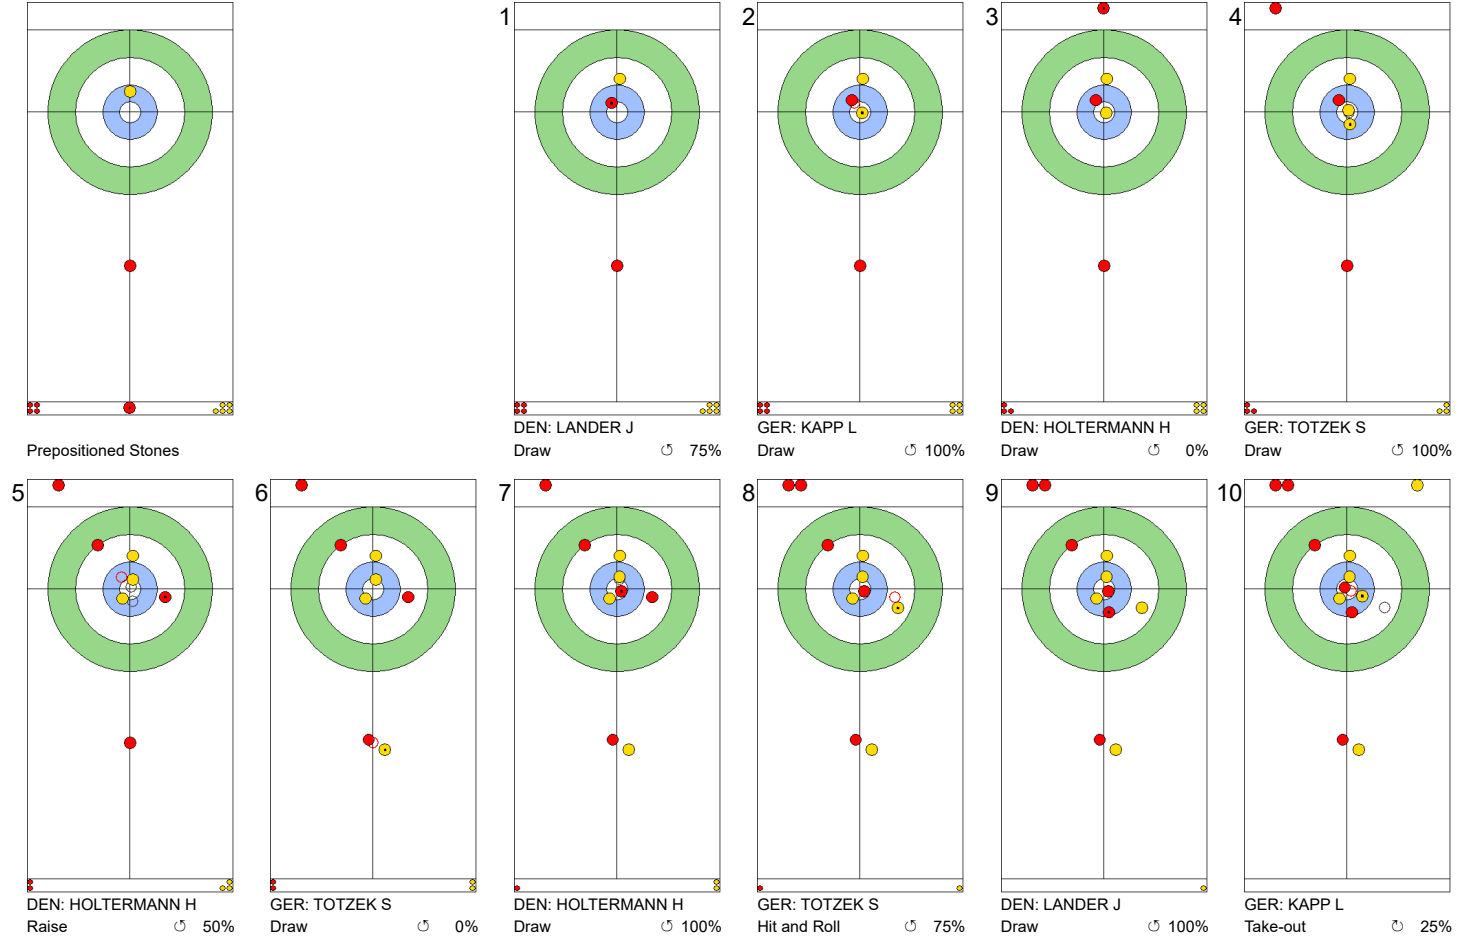 1 2 3 4
Prepositioned Stones
DEN: LANDER J
Draw ↺ 75%
GER: KAPP L
Draw ↺ 100%
DEN: HOLTERMANN H
Draw ↺ 0%
GER: TOTZEK S
Draw ↺ 100%
5 6 7 8 9 10
DEN: HOLTERMANN H
Raise ↺ 50%
GER: TOTZEK S
Draw ↺ 0%
DEN: HOLTERMANN H
Draw ↺ 100%
GER: TOTZEK S
Hit and Roll ↺ 75%
DEN: LANDER J
Draw ↺ 100%
GER: KAPP L
Take-out ↻ 25%